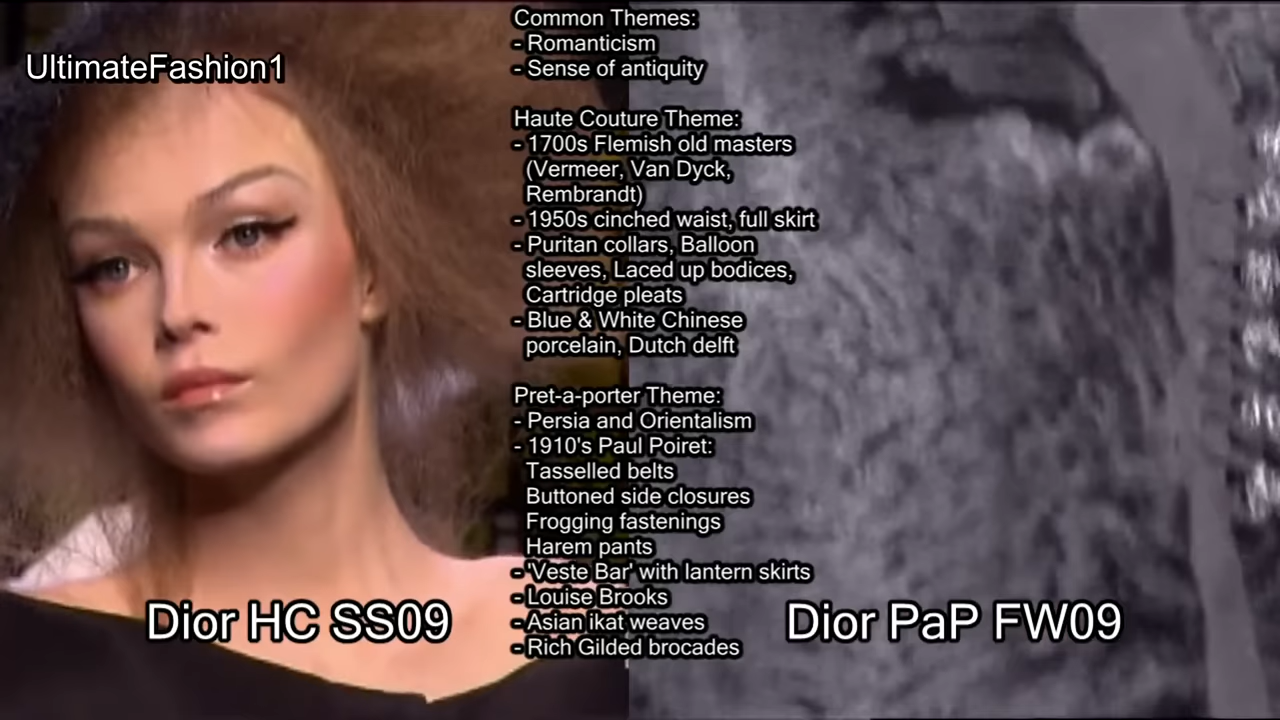 UltimateFashion1
Common Themes:
- Romanticism
- Sense of antiquity
Haute Couture Theme:
- 1700s Flemish old masters
(Vermeer, Van Dyck,
Rembrandt)
- 1950s cinched waist, full skirt
- Puritan collars, Balloon
sleeves, Laced up bodices,
Cartridge pleats
- Blue & White Chinese
porcelain, Dutch delft
Pret-a-porter Theme:
- Persia and Orientalism
- 1910's Paul Poiret:
Tasselled belts
Buttoned side closures
Frogging fastenings
Harem pants
- 'Veste Bar' with lantern skirts
- Louise Brooks
- Asian ikat weaves
- Rich Gilded brocades
Dior HC SS09
Dior PaP FW09